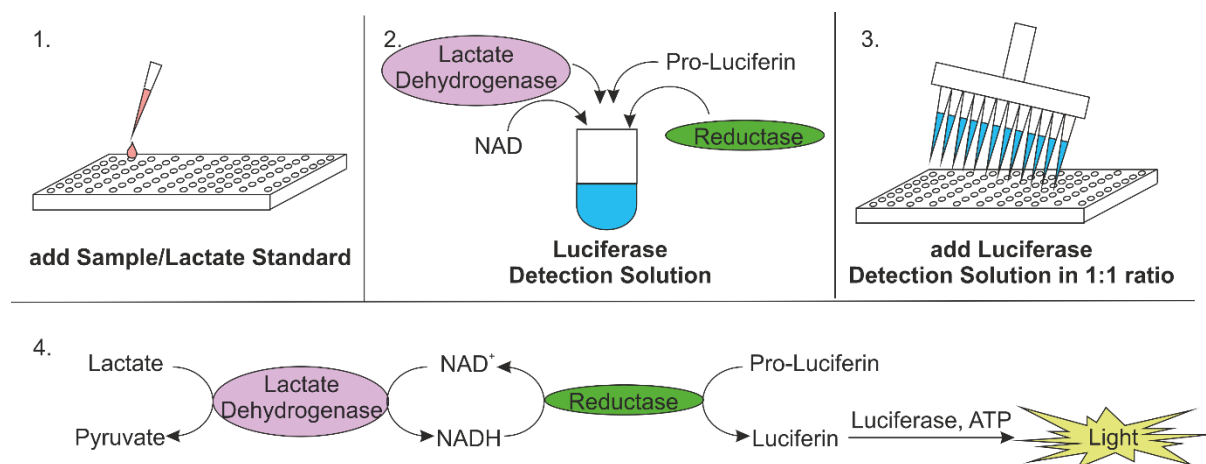 1.
add Sample/Lactate Standard
2.
Lactate
Dehydrogenase
Pro-Luciferin
NAD
Reductase
Luciferase
Detection Solution
3.
add Luciferase
Detection Solution in 1:1 ratio
4.
Lactate
Pyruvate
Lactate
Dehydrogenase
NAD⁺
NADH
Reductase
Pro-Luciferin
Luciferin
Luciferase, ATP
Light